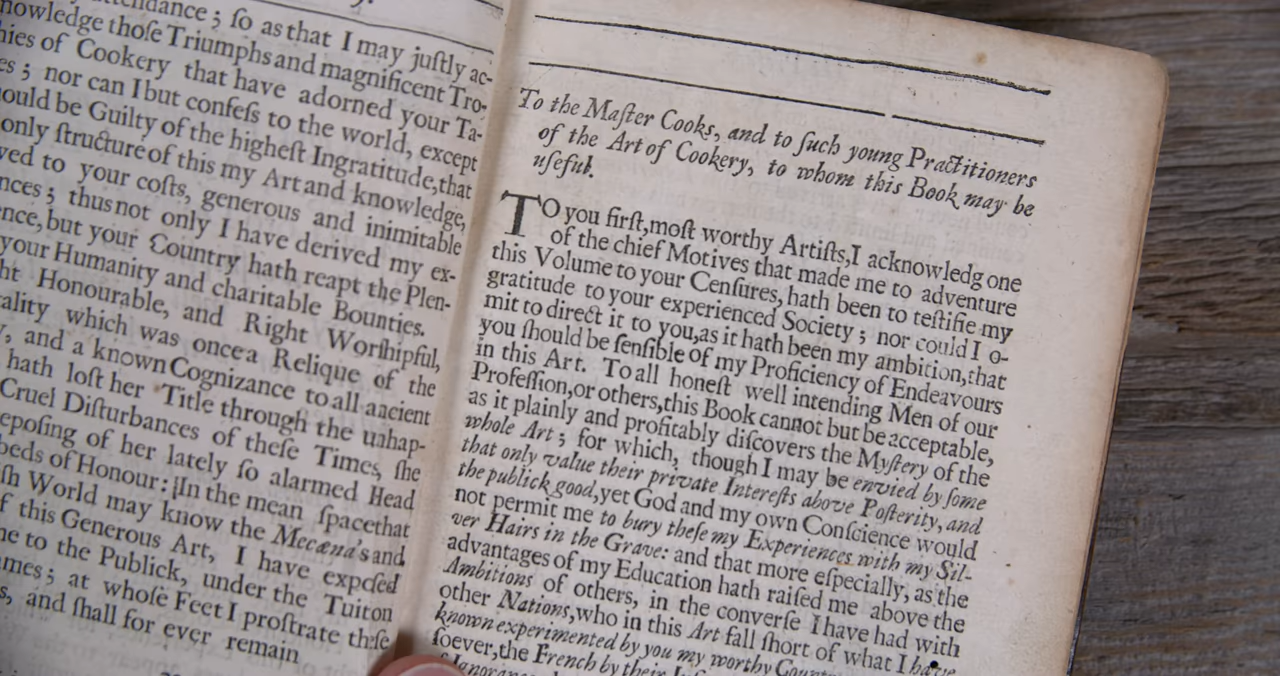 ttendance; ſo as that I may juſtly ac-
nowledge thoſe Triumphs and magnificent Tro-
hies of Cookery that have adorned your Ta-
es; nor can I but confeſs to the world, except
ould be Guilty of the higheſt Ingratitude, that
only ſtructure of this my Art and knowledge,
ved to your coſts, generous and inimitable
nces; thus not only I have derived my ex-
ence, but your Country hath reapt the Plen-
your Humanity and charitable Bounties.
ht Honourable, and Right Worſhipful,
ality which was once a Relique of the
, and a known Cognizance to all ancient
hath loſt her Title through the unhap-
Cruel Diſturbances of theſe Times, ſhe
epoſing of her lately ſo alarmed Head
beds of Honour: In the mean ſpace that
ſh World may know the Mecæna's and
f this Generous Art, I have expoſed
ne to the Publick, under the Tuiton
ames; at whoſe Feet I proſtrate theſe
s, and ſhall for ever remain
To the Maſter Cooks, and to ſuch young Practitioners
of the Art of Cookery, to whom this Book may be
uſeful.
TO you firſt, moſt worthy Artiſts, I acknowledg one
of the chief Motives that made me to adventure
this Volume to your Cenſures, hath been to teſtifie my
gratitude to your experienced Society; nor could I o-
mit to direct it to you, as it hath been my ambition, that
you ſhould be ſenſible of my Proficiency of Endeavours
in this Art. To all honeſt well intending Men of our
Profeſſion, or others, this Book cannot but be acceptable,
as it plainly and profitably diſcovers the Myſtery of the
whole Art; for which, though I may be envied by ſome
that only value their private Intereſts above Poſterity, and
the publick good, yet God and my own Conſcience would
not permit me to bury theſe my Experiences with my Sil-
ver Hairs in the Grave: and that more eſpecially, as the
advantages of my Education hath raiſed me above the
Ambitions of others, in the converſe I have had with
other Nations, who in this Art fall ſhort of what I have
known experimented by you my worthy
ſoever, the French by their